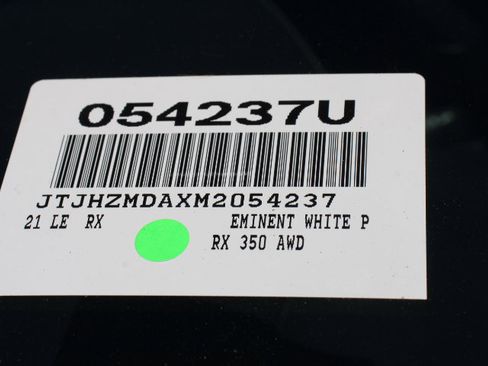 054237U
JTJHZMDAXM2054237
21 LE RX EMINENT WHITE P
RX 350 AWD